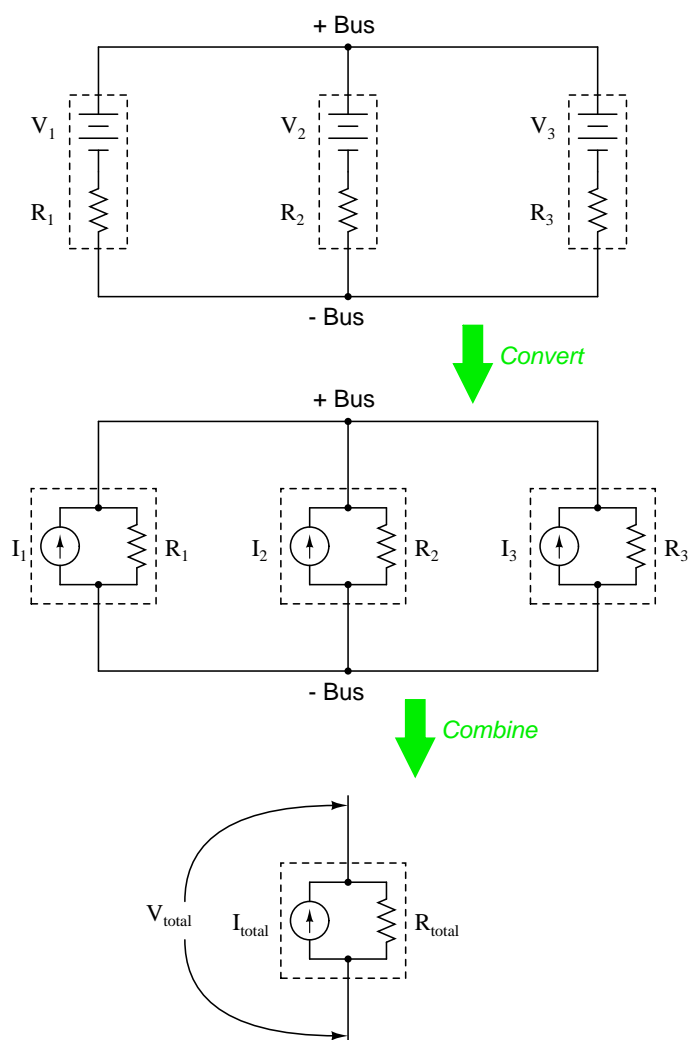 + Bus
V1 V2 V3
R1 R2 R3
- Bus
Convert
+ Bus
I1 R1 I2 R2 I3 R3
- Bus
Combine
Vtotal Itotal Rtotal